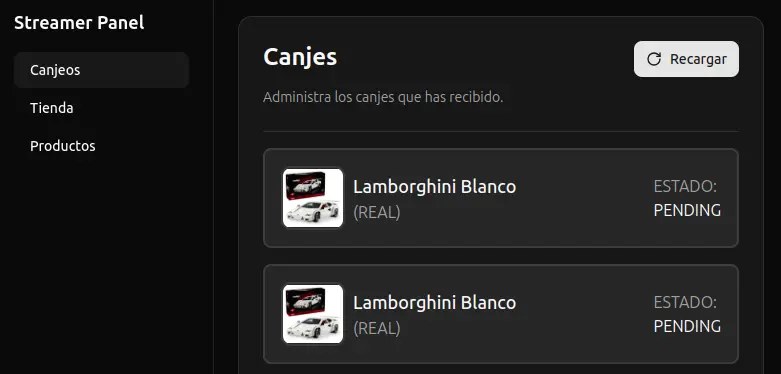 Streamer Panel
Canjeos
Tienda
Productos
Canjes
Recargar
Administra los canjes que has recibido.
Lamborghini Blanco
(REAL)
ESTADO:
PENDING
Lamborghini Blanco
(REAL)
ESTADO:
PENDING